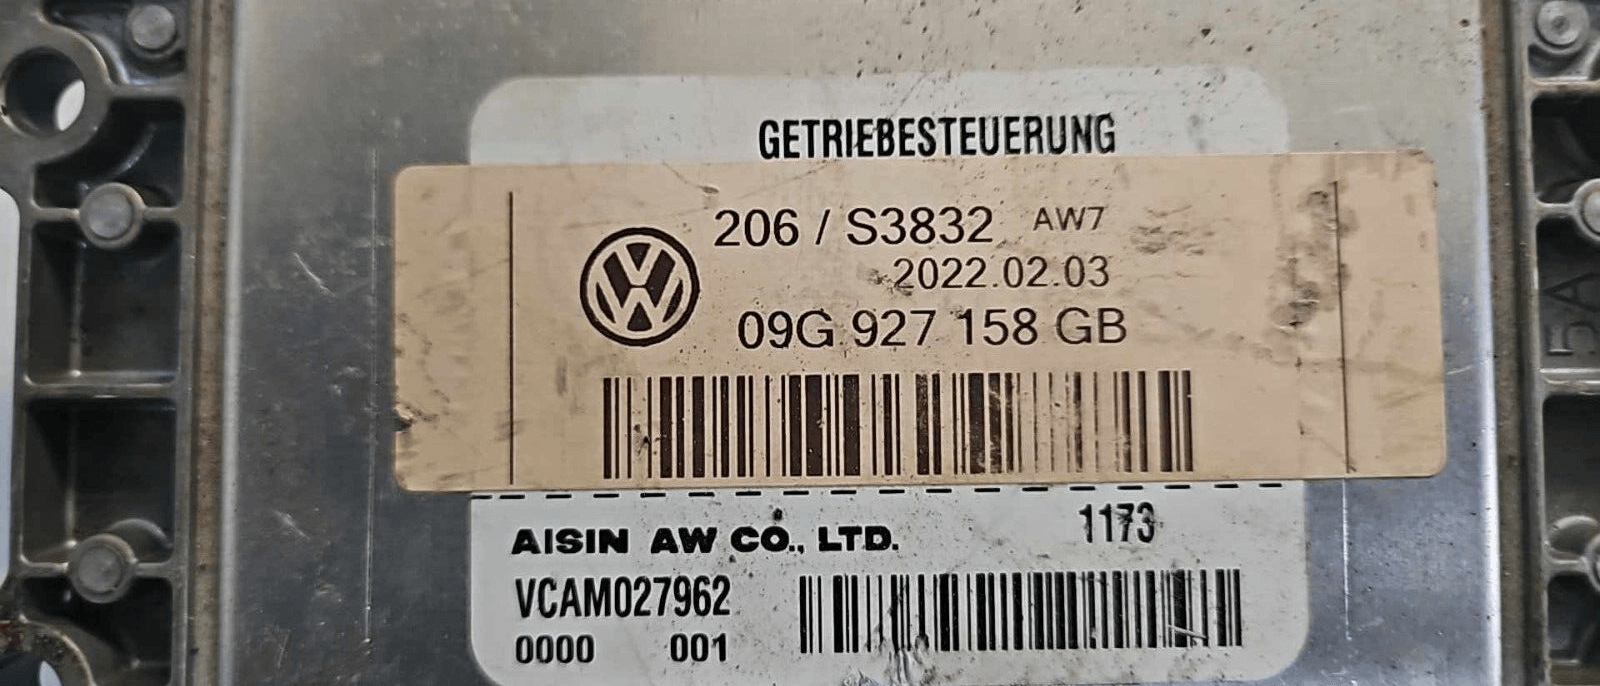 GETRIEBESTEUERUNG
206 / S3832 AW7
2022.02.03
09G 927 158 GB
AISIN AW CO., LTD. 1173
VCAM027962
0000 001
5A